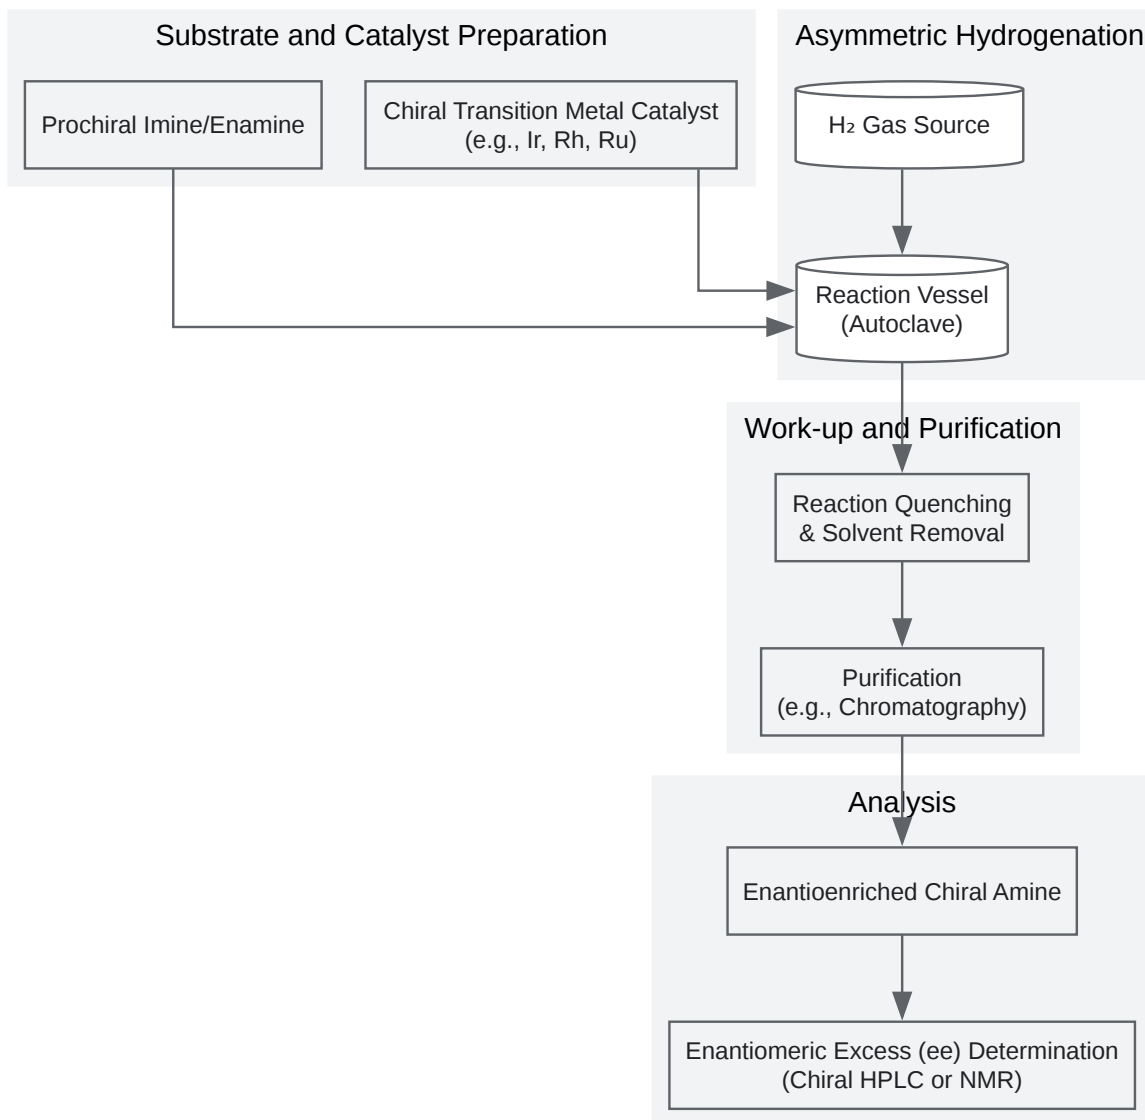 Substrate and Catalyst Preparation
Prochiral Imine/Enamine
Chiral Transition Metal Catalyst
(e.g., Ir, Rh, Ru)
Asymmetric Hydrogenation
H₂ Gas Source
Reaction Vessel
(Autoclave)
Work-up and Purification
Reaction Quenching
& Solvent Removal
Purification
(e.g., Chromatography)
Analysis
Enantioenriched Chiral Amine
Enantiomeric Excess (ee) Determination
(Chiral HPLC or NMR)